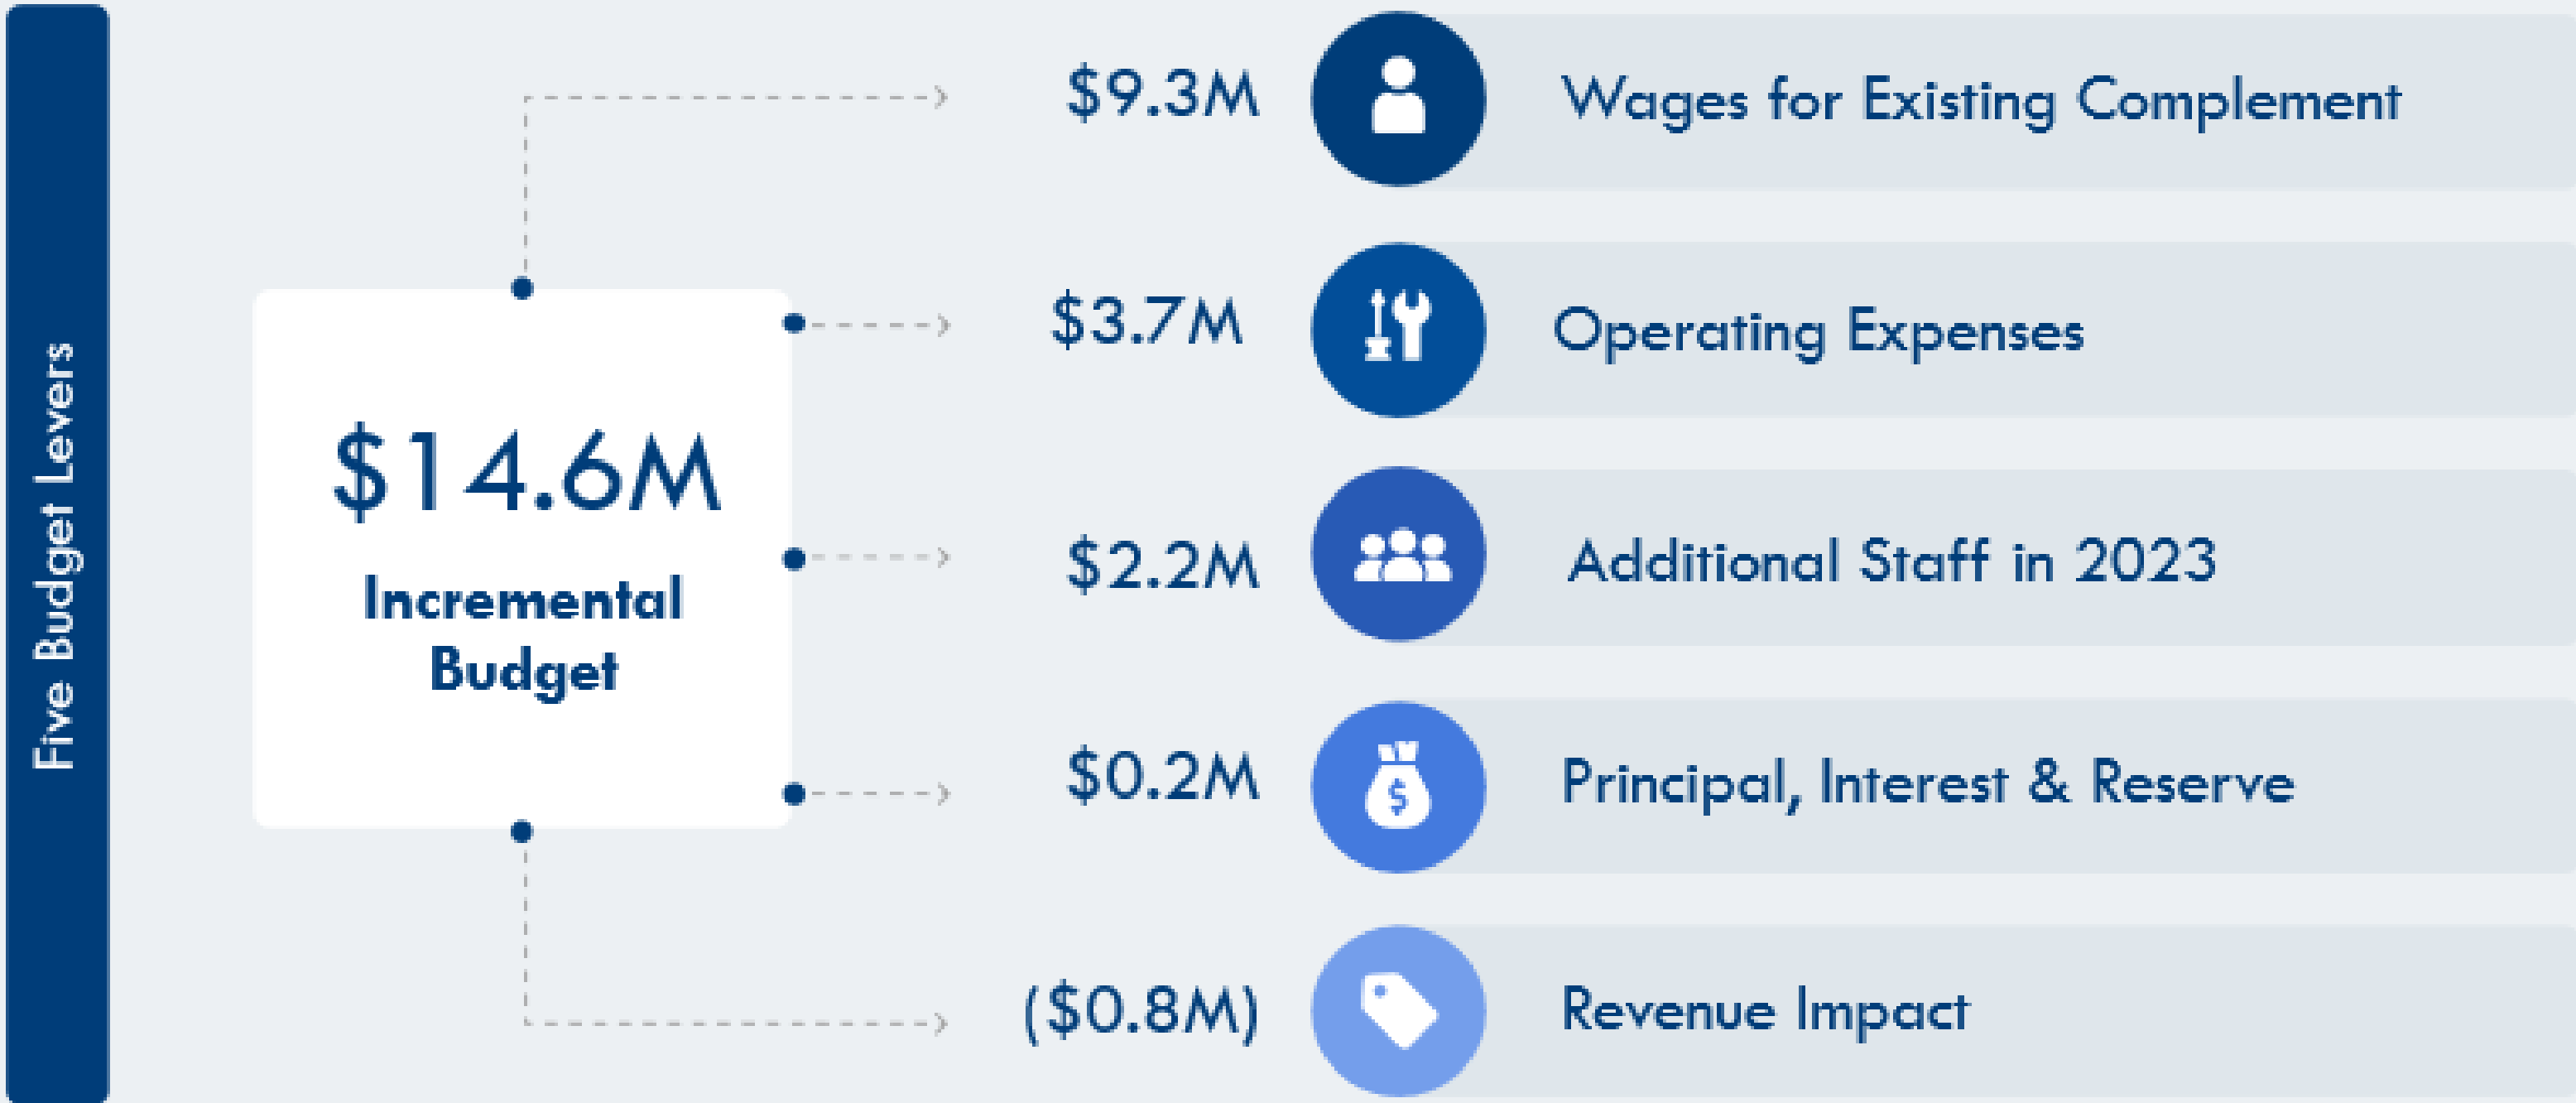 Five Budget Levers
$14.6M
Incremental
Budget
$9.3M Wages for Existing Complement
$3.7M Operating Expenses
$2.2M Additional Staff in 2023
$0.2M Principal, Interest & Reserve
($0.8M) Revenue Impact